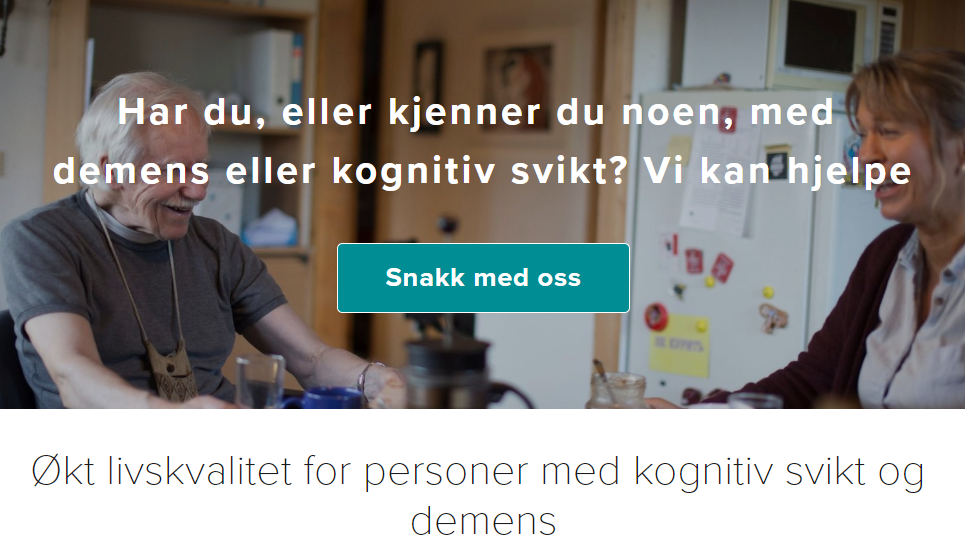 Har du, eller kjenner du noen, med
demens eller kognitiv svikt? Vi kan hjelpe
Snakk med oss
Økt livskvalitet for personer med kognitiv svikt og
demens